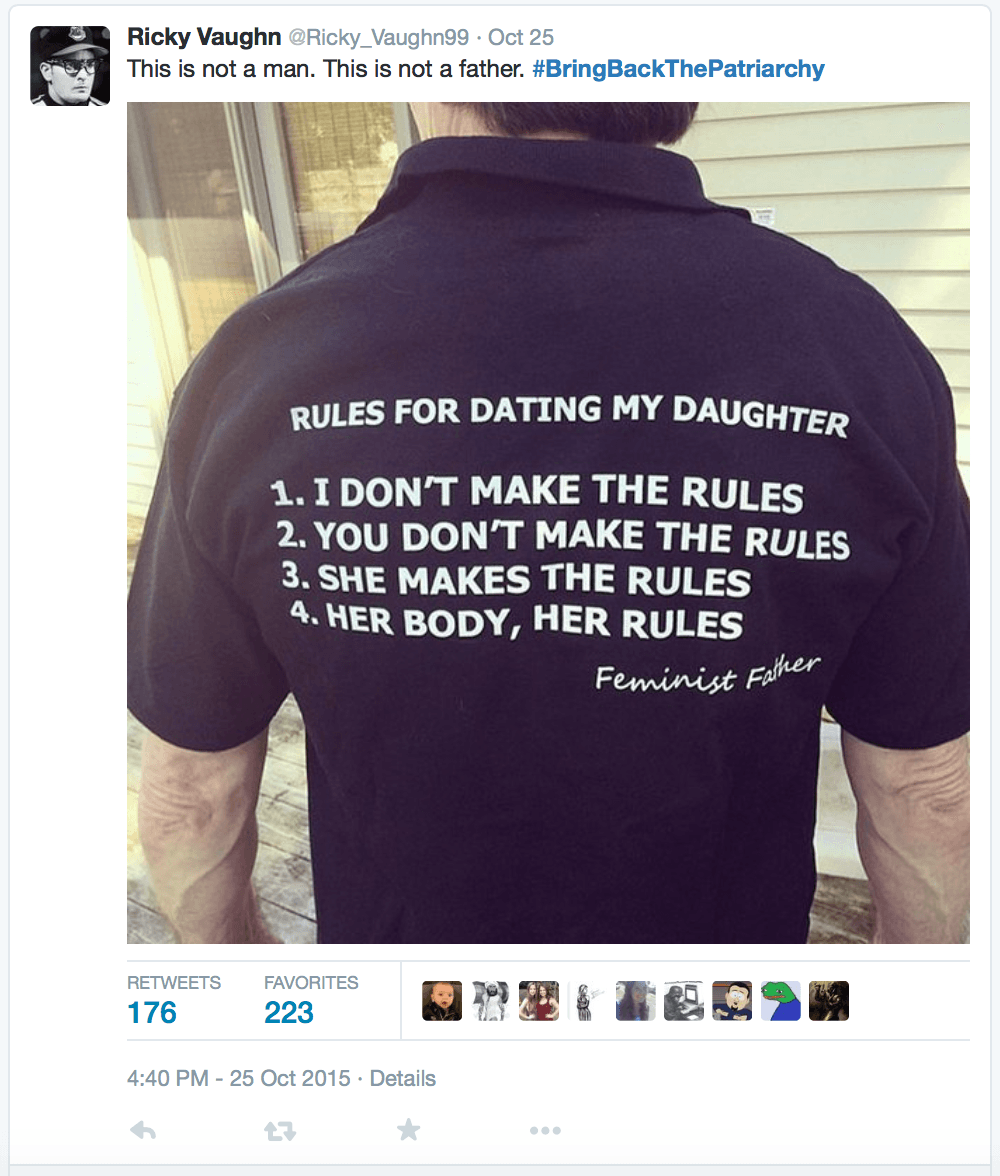 Ricky Vaughn @Ricky_Vaughn99 · Oct 25
This is not a man. This is not a father. #BringBackThePatriarchy
RULES FOR DATING MY DAUGHTER
1. I DON'T MAKE THE RULES
2. YOU DON'T MAKE THE RULES
3. SHE MAKES THE RULES
4. HER BODY, HER RULES
Feminist Father
RETWEETS FAVORITES
176 223
4:40 PM - 25 Oct 2015 · Details